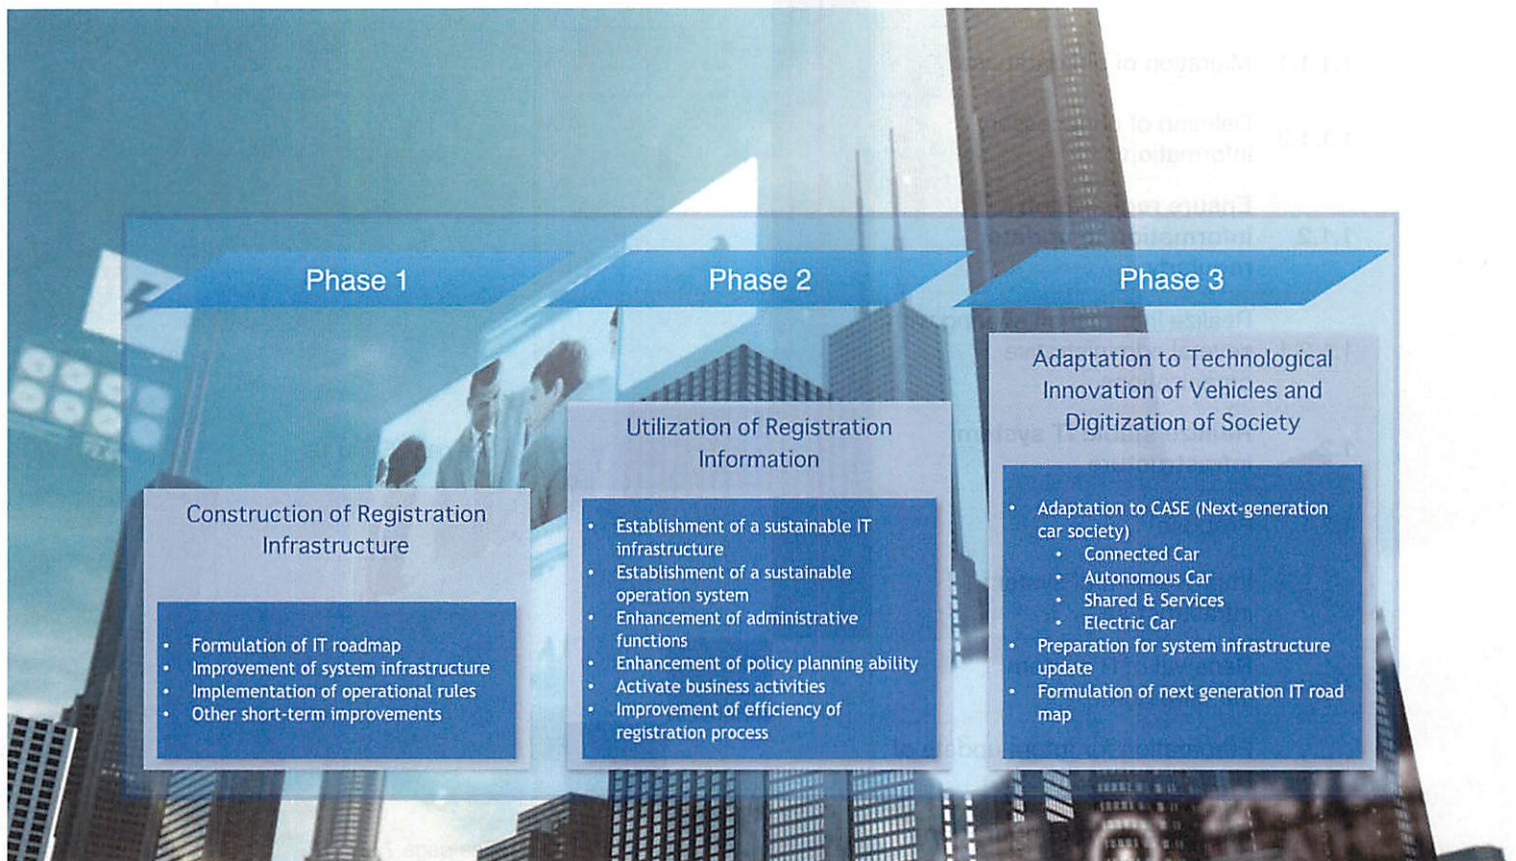 Phase 1
Construction of Registration
Infrastructure
• Formulation of IT roadmap
• Improvement of system infrastructure
• Implementation of operational rules
• Other short-term improvements
Phase 2
Utilization of Registration
Information
• Establishment of a sustainable IT
infrastructure
• Establishment of a sustainable
operation system
• Enhancement of administrative
functions
• Enhancement of policy planning ability
• Activate business activities
• Improvement of efficiency of
registration process
Phase 3
Adaptation to Technological
Innovation of Vehicles and
Digitization of Society
• Adaptation to CASE (Next-generation
car society)
• Connected Car
• Autonomous Car
• Shared & Services
• Electric Car
• Preparation for system infrastructure
update
• Formulation of next generation IT road
map